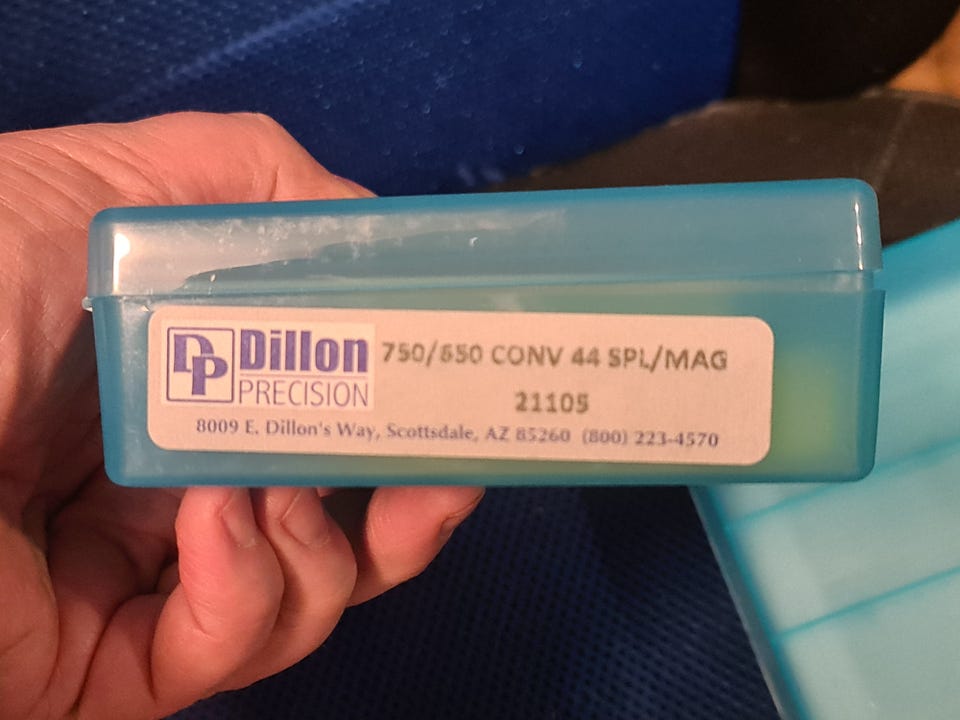 DP Dillon PRECISION
750/650 CONV 44 SPL/MAG
21105
8009 E. Dillon's Way, Scottsdale, AZ 85260 (800) 223-4570